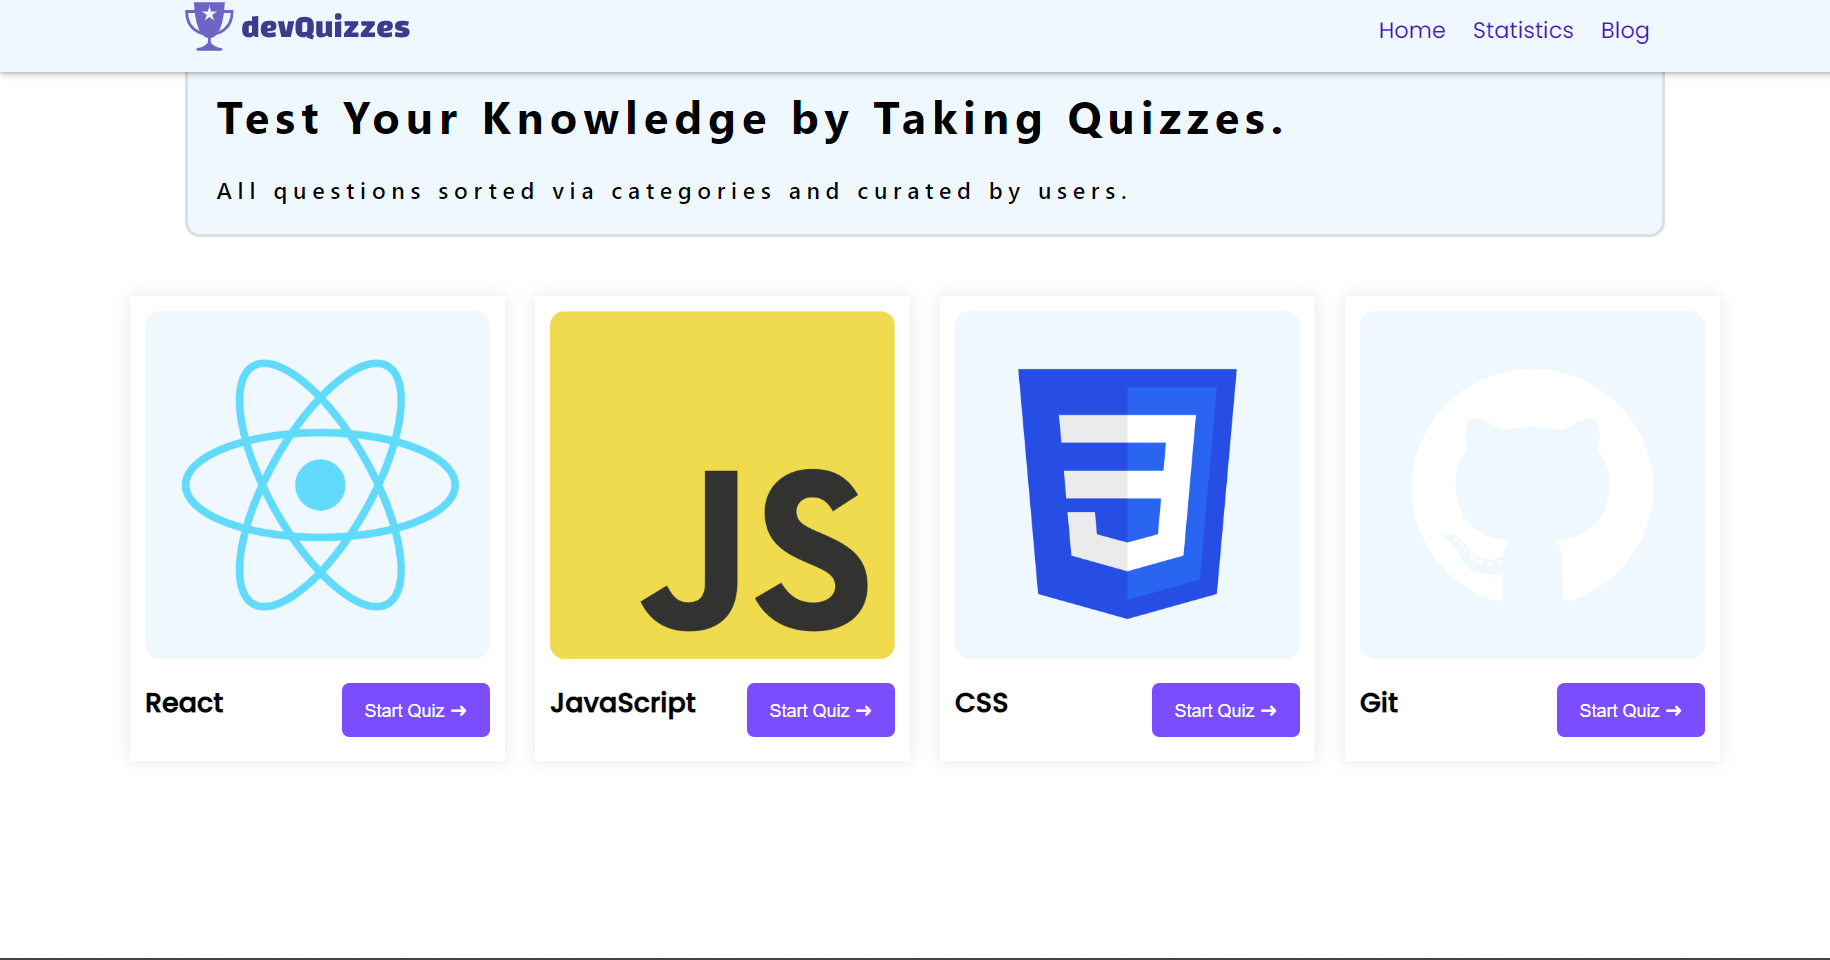 devQuizzes
Home Statistics Blog
Test Your Knowledge by Taking Quizzes.
All questions sorted via categories and curated by users.
JS
React Start Quiz ➜
JavaScript Start Quiz ➜
CSS Start Quiz ➜
Git Start Quiz ➜